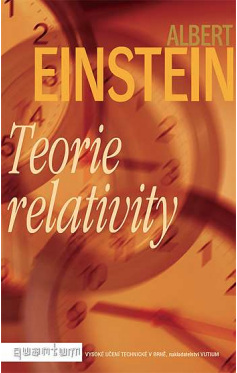 ALBERT
EINSTEIN
Teorie
relativity
quantum VYSOKÉ UČENÍ TECHNICKÉ V BRNĚ, nakladatelství VUTIUM